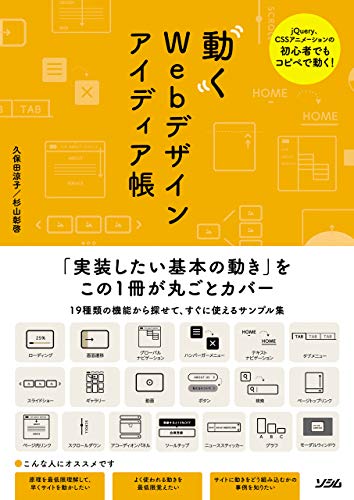 jQuery、
CSSアニメーションの
初心者でも
コピペで動く!
動く
Webデザイン
アイディア帳
久保田涼子/杉山彰啓
SCROLL
HOME
HOME
TAB
TAB
「実装したい基本の動き」を
この1冊が丸ごとカバー
19種類の機能から探せて、すぐに使えるサンプル集
25%
ローディング
画面遷移
グローバル
ナビゲーション
ハンバーガーメニュー
HOME
HOME
テキスト
ナビゲーション
TAB TAB TAB
タブメニュー
スライドショー
ギャラリー
動画
ABOUT US
ボタン
検索
ページトップリンク
ページ内リンク
スクロールダウン
アコーディオンパネル
ツールチップ
ニュースティッカー
A B C
グラフ
モーダルウィンドウ
こんな人にオススメです
原理を最低限理解して、
早くサイトを動かしたい
よく使われる動きを
最低限覚えたい
サイトに動きをどう組み込むかの
事例を知りたい
ソシム